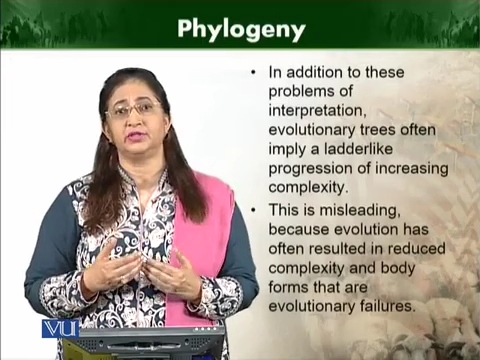 Phylogeny
• In addition to these
problems of
interpretation,
evolutionary trees often
imply a ladderlike
progression of increasing
complexity.
• This is misleading,
because evolution has
often resulted in reduced
complexity and body
forms that are
evolutionary failures.
VU